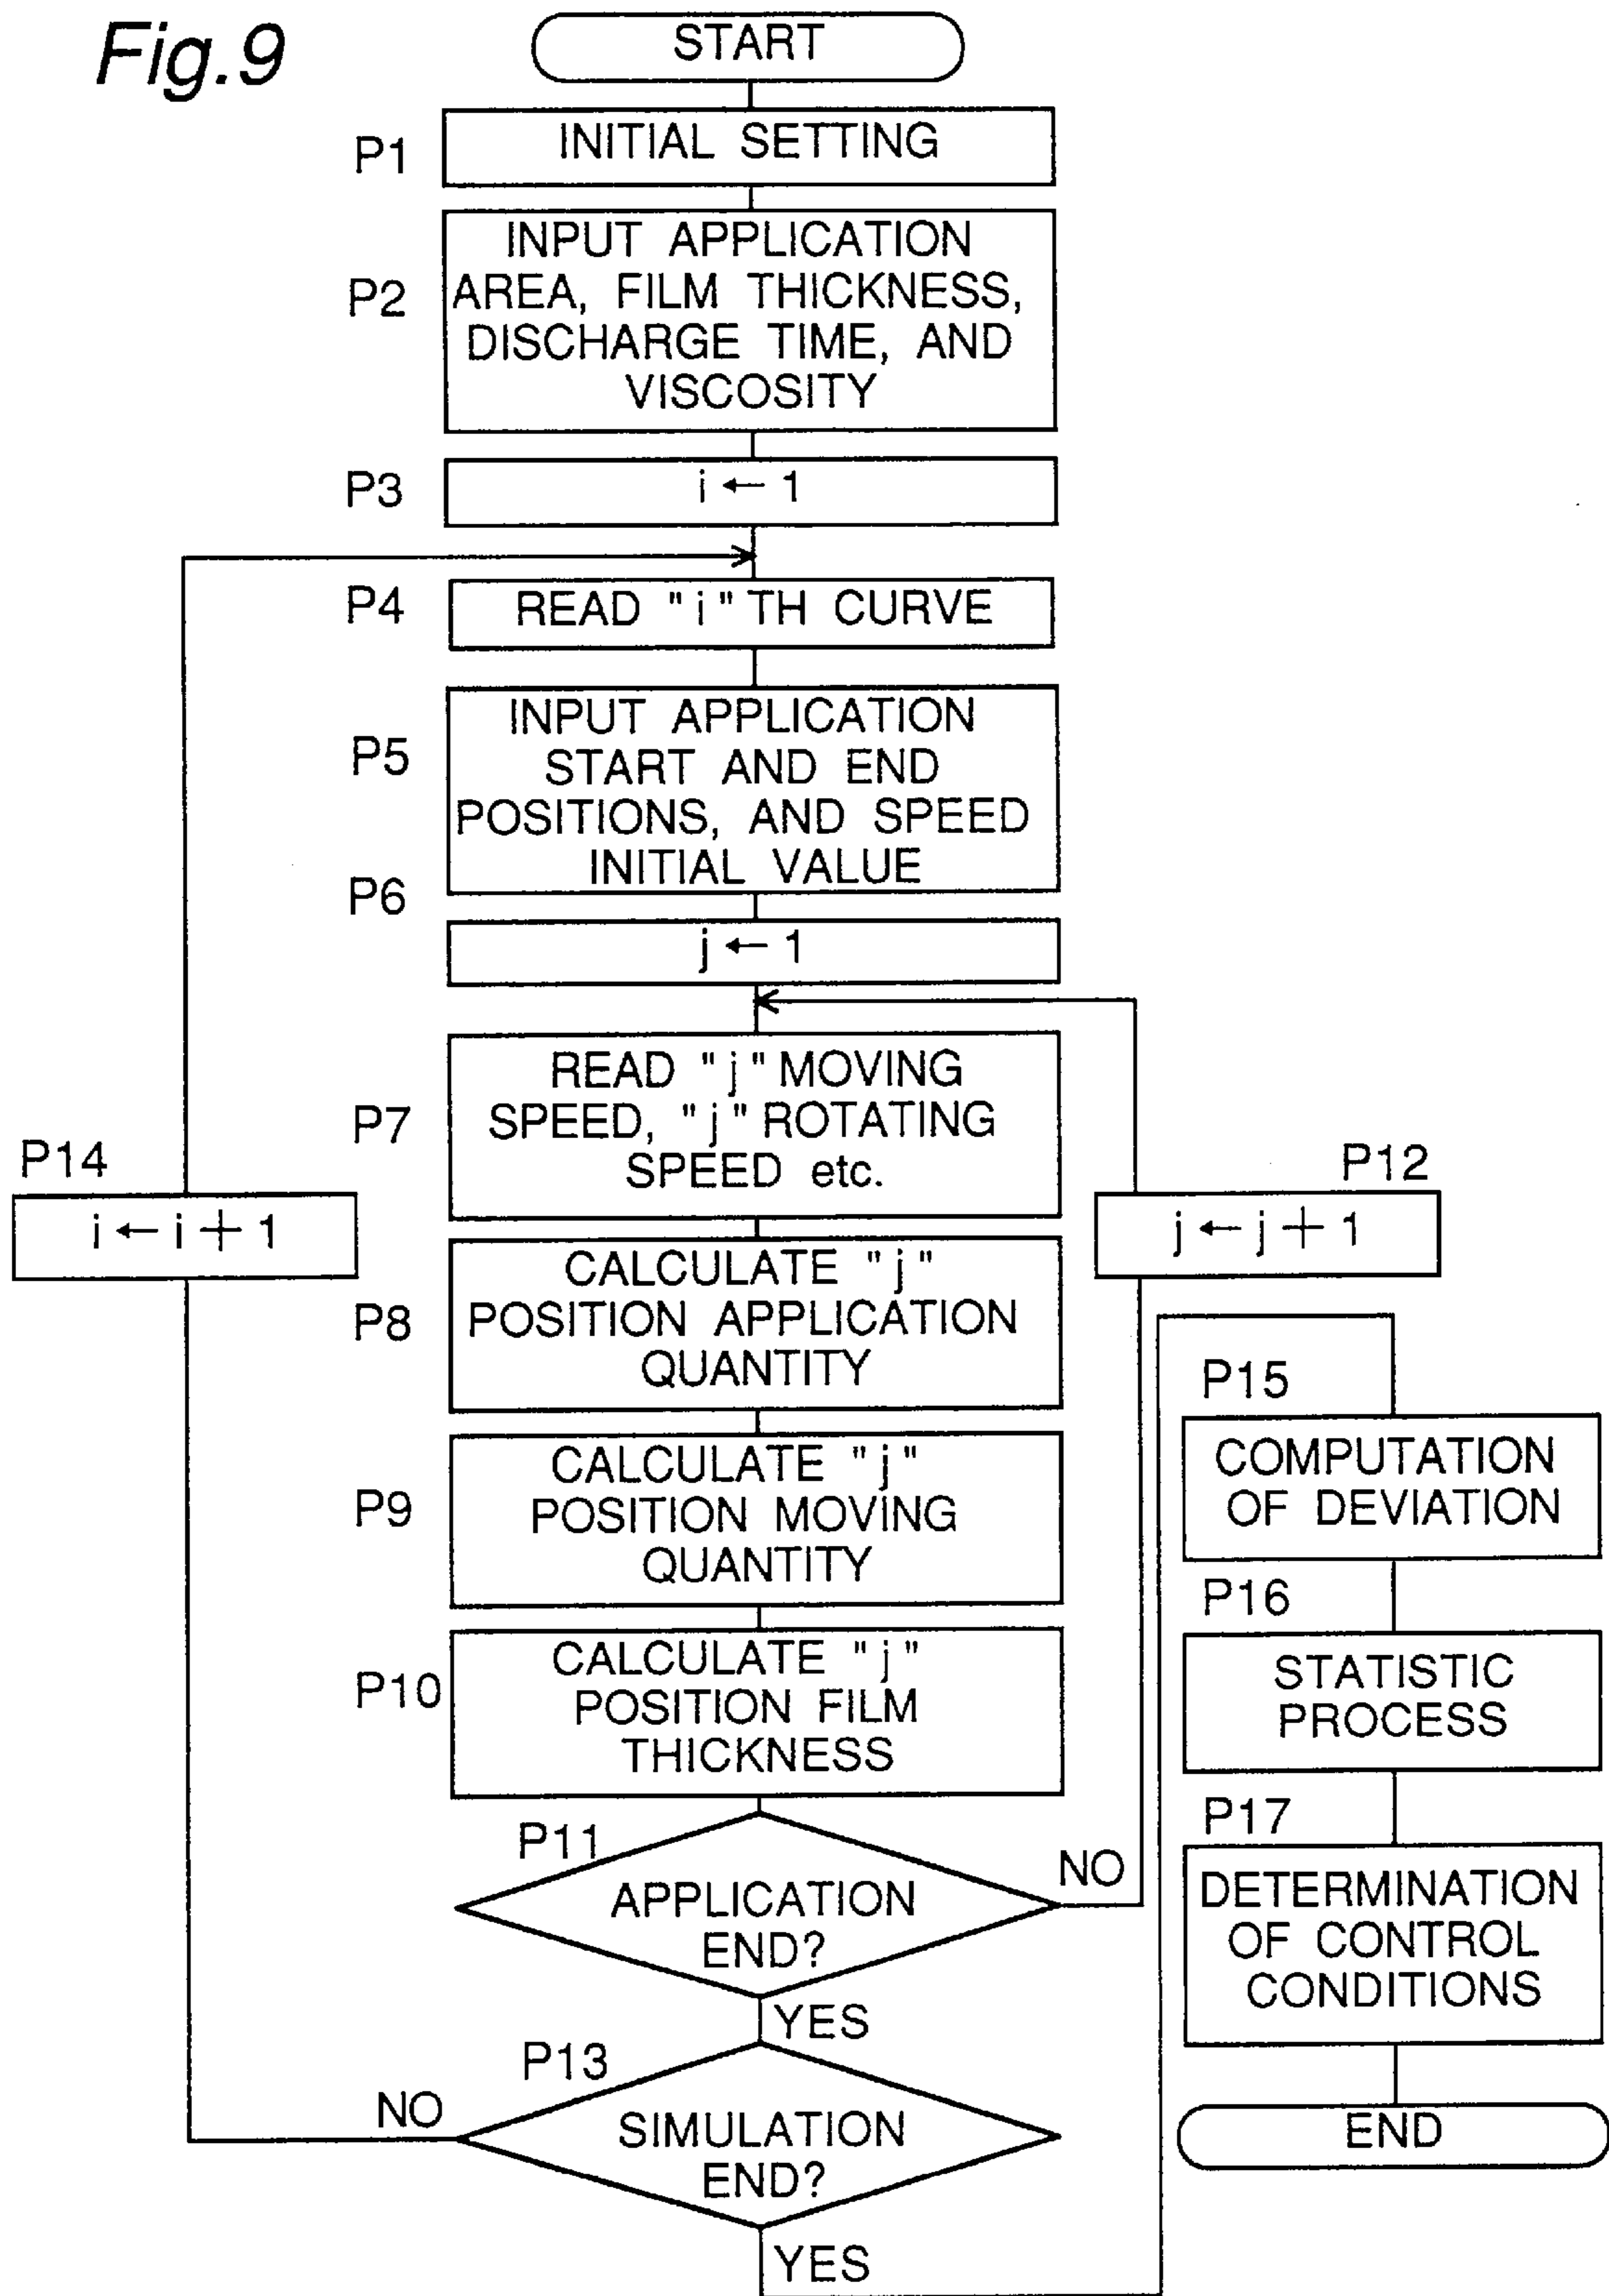 Fig.9
START
P1
INITIAL SETTING
P2
INPUT APPLICATION
AREA, FILM THICKNESS,
DISCHARGE TIME, AND
VISCOSITY
P3
i ← 1
P4
READ "i" TH CURVE
P5
INPUT APPLICATION
START AND END
POSITIONS, AND SPEED
INITIAL VALUE
P6
j ← 1
P7
READ "j" MOVING
SPEED, "j" ROTATING
SPEED etc.
P14
i ← i + 1
P12
j ← j + 1
P8
CALCULATE "j"
POSITION APPLICATION
QUANTITY
P9
CALCULATE "j"
POSITION MOVING
QUANTITY
P10
CALCULATE "j"
POSITION FILM
THICKNESS
P11
APPLICATION
END?
NO
YES
P13
SIMULATION
END?
NO
YES
P15
COMPUTATION
OF DEVIATION
P16
STATISTIC
PROCESS
P17
DETERMINATION
OF CONTROL
CONDITIONS
END